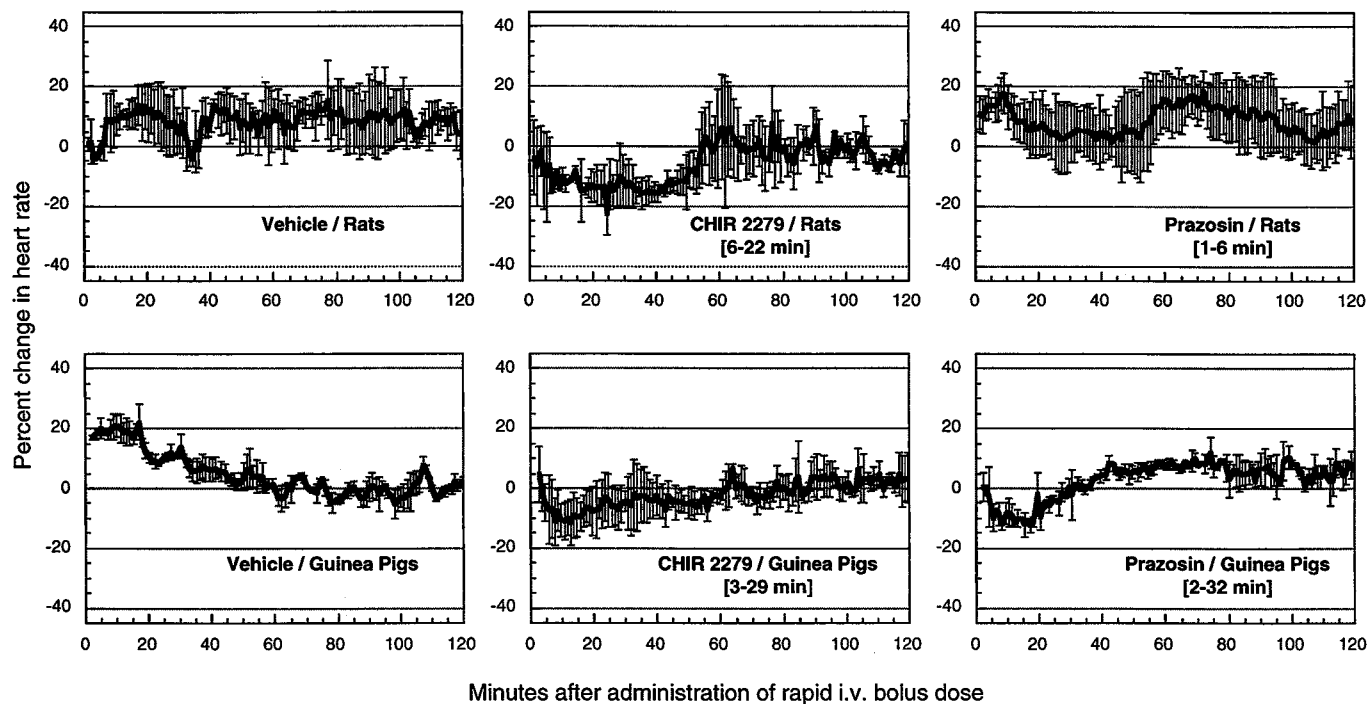 Percent change in heart rate
40
20
0
-20
-40
Vehicle / Rats
0 20 40 60 80 100 120
40
20
0
-20
-40
CHIR 2279 / Rats
[6-22 min]
0 20 40 60 80 100 120
40
20
0
-20
-40
Prazosin / Rats
[1-6 min]
0 20 40 60 80 100 120
40
20
0
-20
-40
Vehicle / Guinea Pigs
0 20 40 60 80 100 120
40
20
0
-20
-40
CHIR 2279 / Guinea Pigs
[3-29 min]
0 20 40 60 80 100 120
40
20
0
-20
-40
Prazosin / Guinea Pigs
[2-32 min]
0 20 40 60 80 100 120
Minutes after administration of rapid i.v. bolus dose